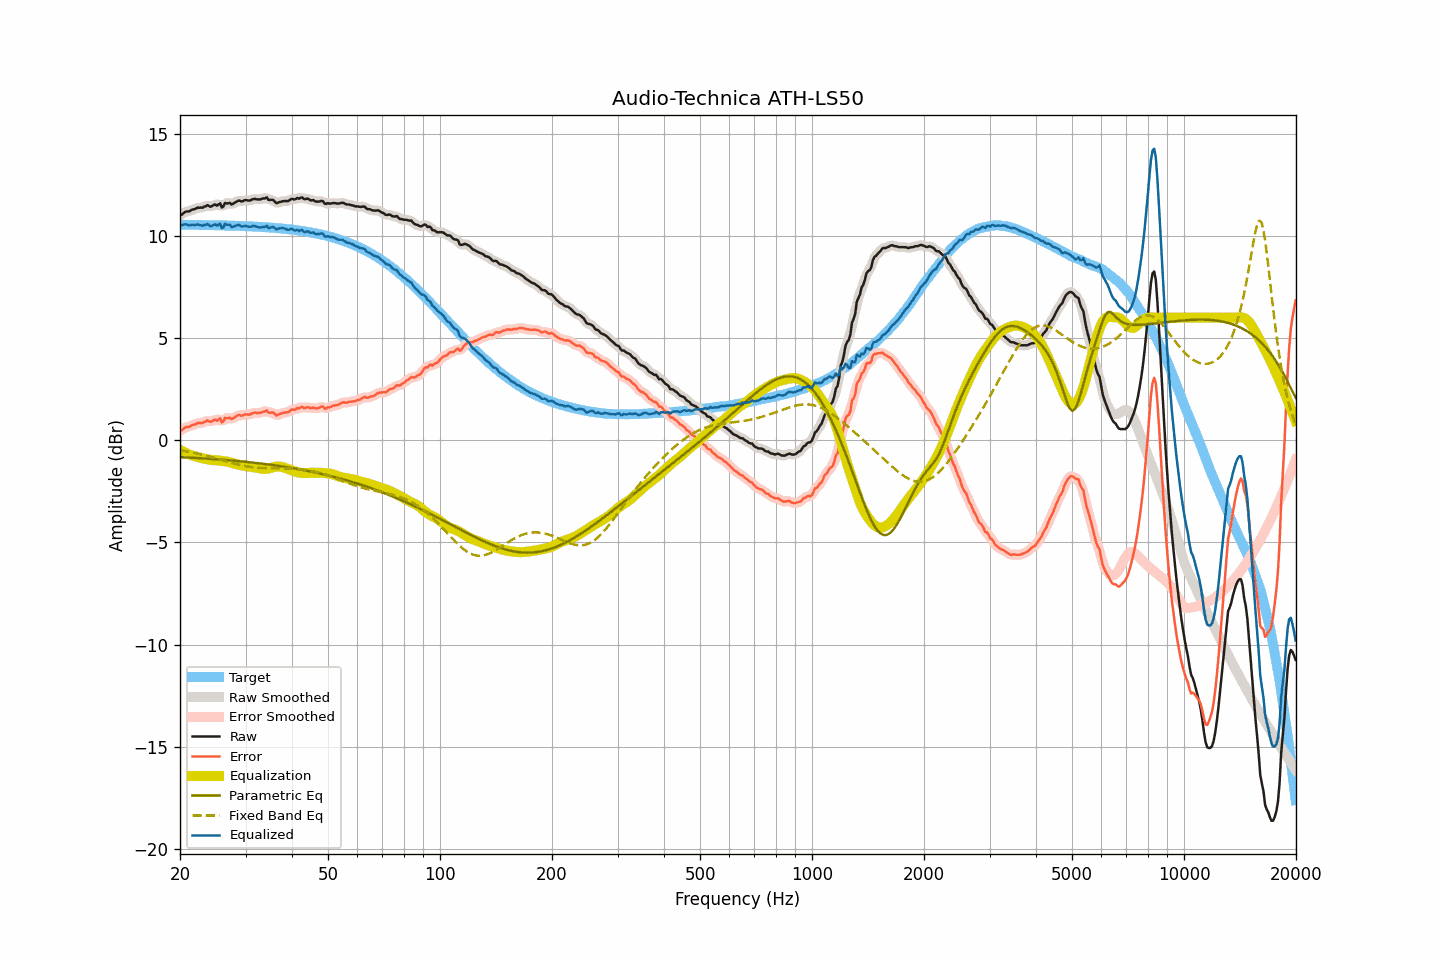 Audio-Technica ATH-LS50
15
10
5
0
−5
−10
−15
−20
Amplitude (dBr)
Target
Raw Smoothed
Error Smoothed
Raw
Error
Equalization
Parametric Eq
Fixed Band Eq
Equalized
20 50 100 200 500 1000 2000 5000 10000 20000
Frequency (Hz)